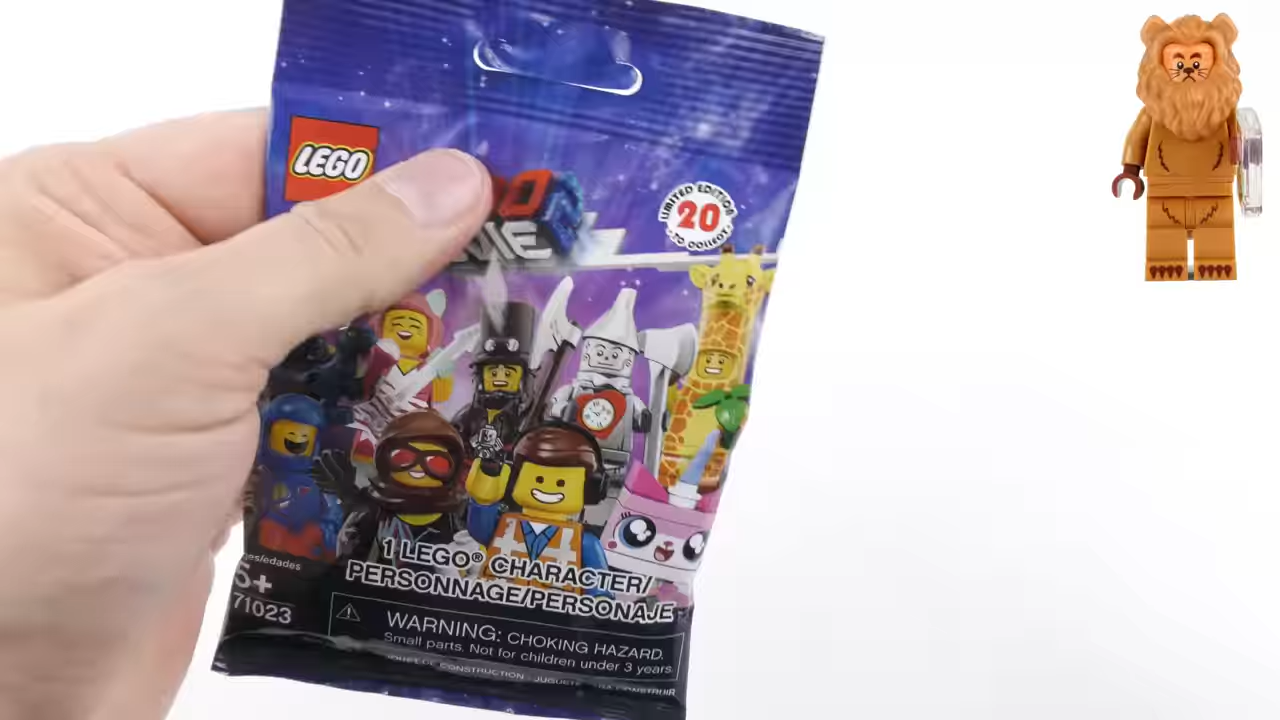 LEGO
LIMITED EDITION
20
TO COLLECT
1 LEGO® CHARACTER/
PERSONNAGE/PERSONAJE
5+
71023
WARNING: CHOKING HAZARD.
Small parts. Not for children under 3 years.